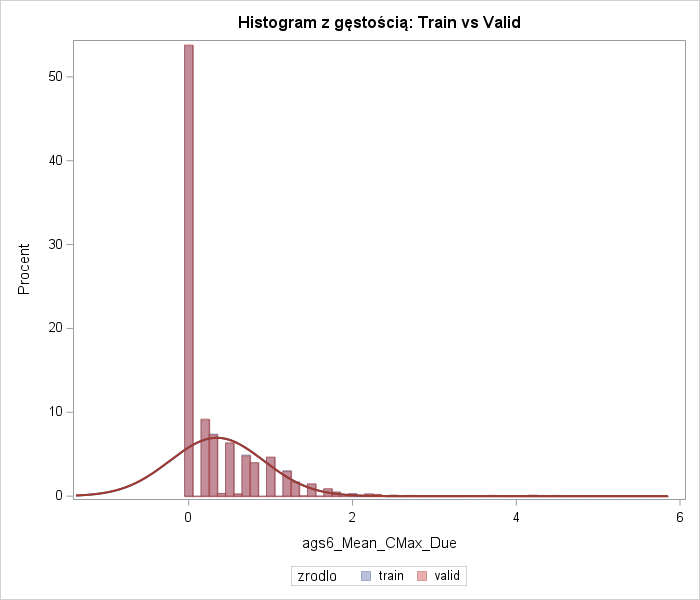 Histogram z gęstością: Train vs Valid
50
40
30
20
10
0
Procent
0 2 4 6
ags6_Mean_CMax_Due
zrodlo train valid